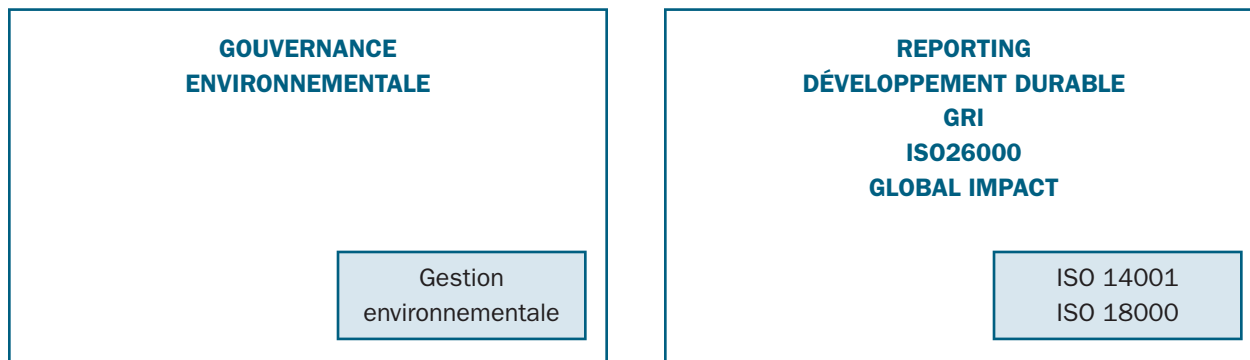 GOUVERNANCE
ENVIRONNEMENTALE
Gestion
environnementale
REPORTING
DÉVELOPPEMENT DURABLE
GRI
ISO26000
GLOBAL IMPACT
ISO 14001
ISO 18000